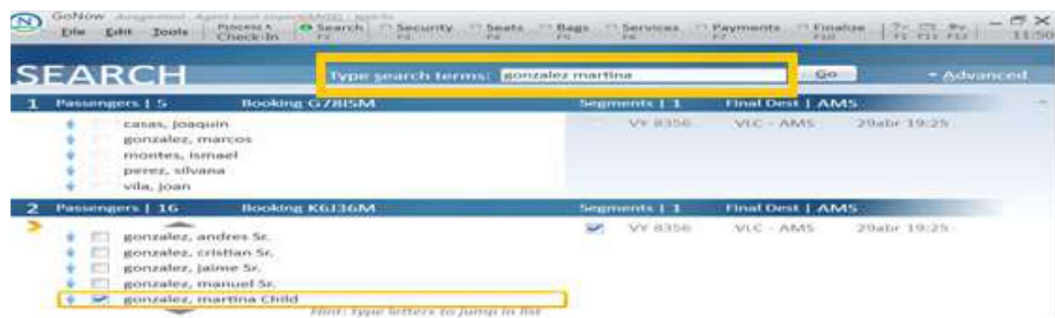 GoNow
File Edit Tools Process Check-In Search Security Seats Bags Services Payments Finalize 11:50
SEARCH Type search terms: gonzalez martina Go Advanced
1 Passengers | 5 Booking G78ISM Segments | 1 Final Dest | AMS
casas, joaquin VY 8356 VLC - AMS 29abr 19:25
gonzalez, marcos
montes, ismael
perez, silvana
vila, joan
2 Passengers | 16 Booking K6J36M Segments | 1 Final Dest | AMS
VY 8356 VLC - AMS 29abr 19:25
gonzalez, andres Sr.
gonzalez, cristian Sr.
gonzalez, jaime Sr.
gonzalez, manuel Sr.
gonzalez, martina Child
Hint: type letters to jump in list